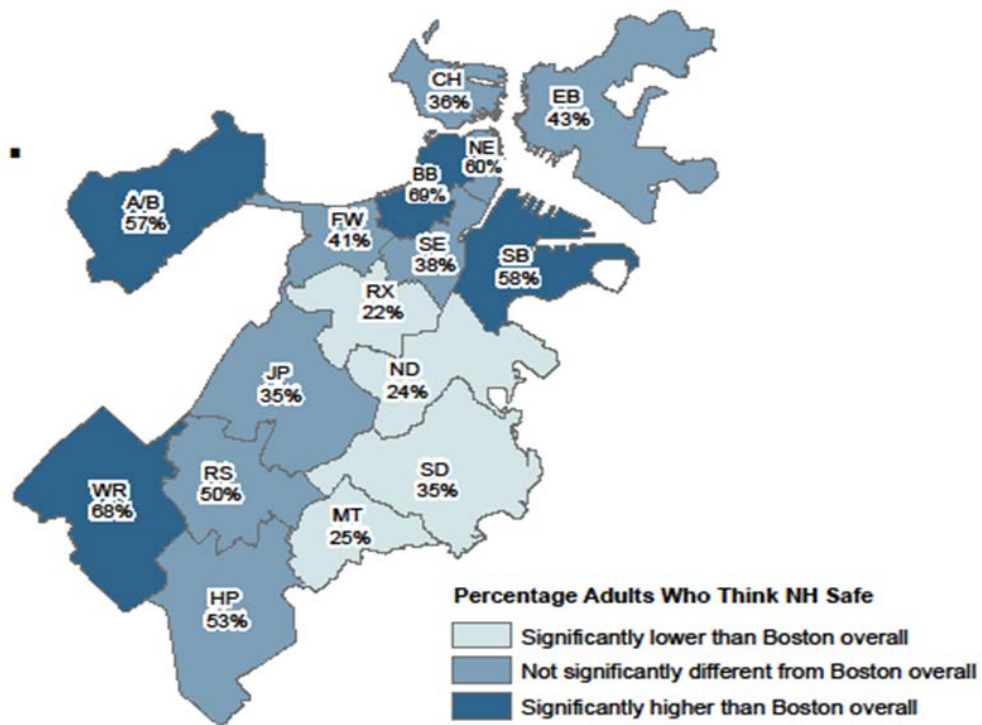 CH
36%
EB
43%
NE
60%
BB
69%
A/B
57%
FW
41%
SE
38%
SB
58%
RX
22%
ND
24%
JP
35%
SD
35%
RS
50%
WR
68%
MT
25%
HP
53%
Percentage Adults Who Think NH Safe
Significantly lower than Boston overall
Not significantly different from Boston overall
Significantly higher than Boston overall